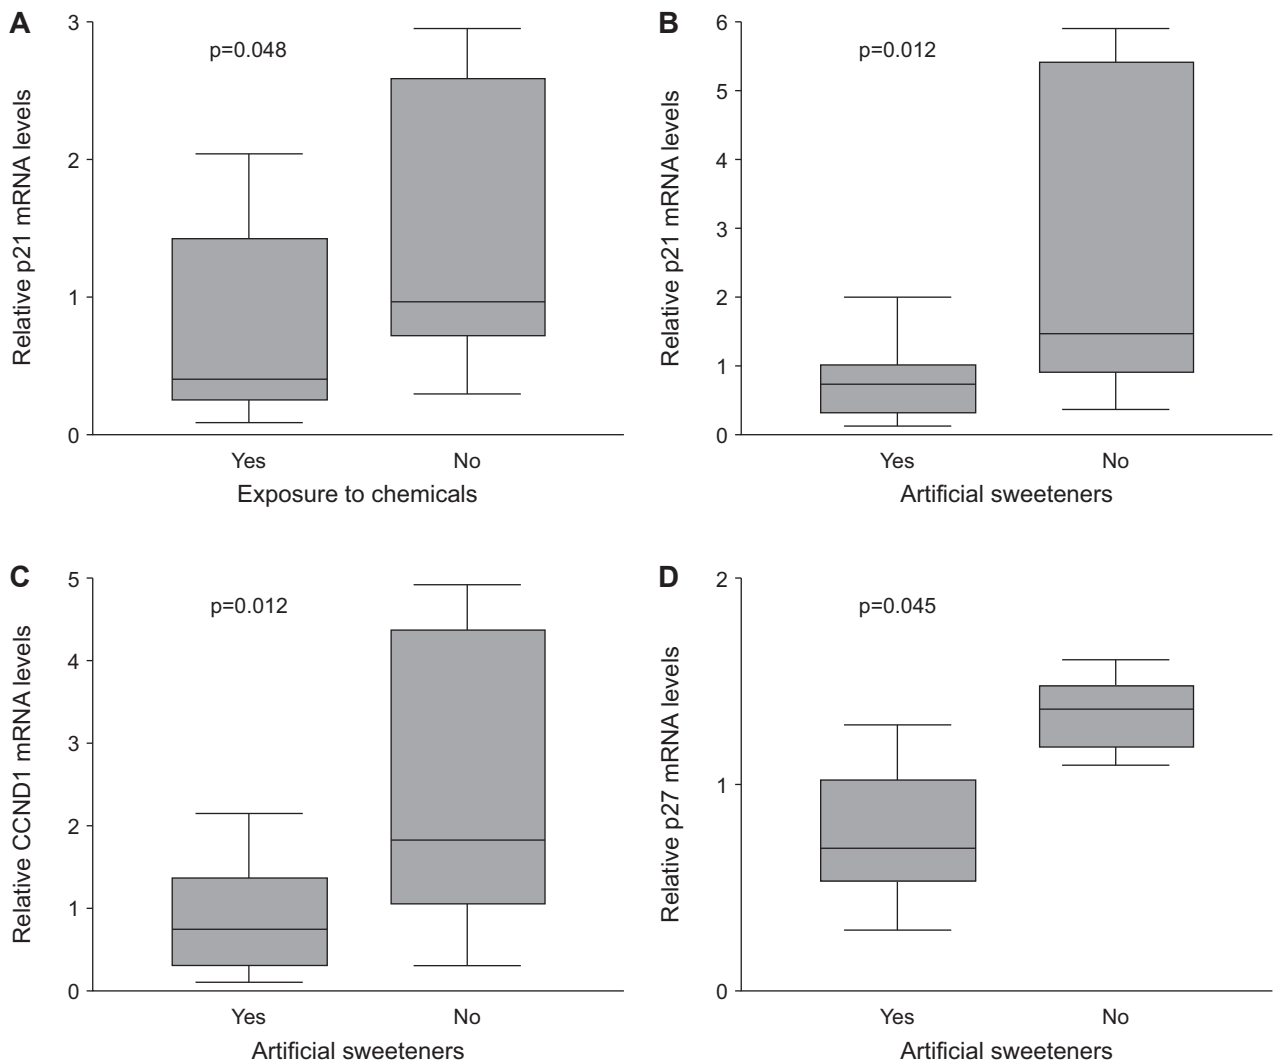 A
p=0.048
Relative p21 mRNA levels
3
2
1
0
Yes No
Exposure to chemicals
B
p=0.012
Relative p21 mRNA levels
6
5
4
3
2
1
0
Yes No
Artificial sweeteners
C
p=0.012
Relative CCND1 mRNA levels
5
4
3
2
1
0
Yes No
Artificial sweeteners
D
p=0.045
Relative p27 mRNA levels
2
1
0
Yes No
Artificial sweeteners